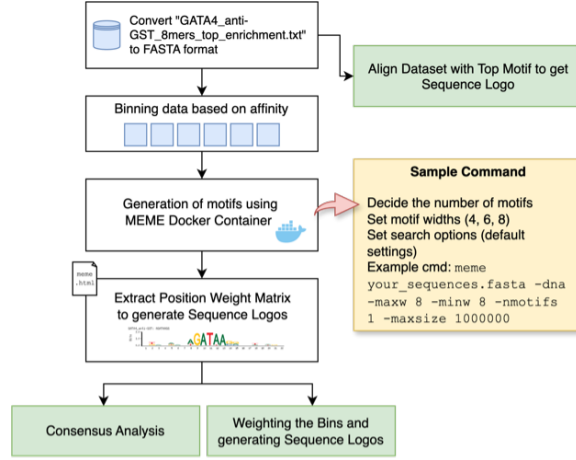 Convert "GATA4_anti-
GST_8mers_top_enrichment.txt"
to FASTA format
Align Dataset with Top Motif to get
Sequence Logo
Binning data based on affinity
Generation of motifs using
MEME Docker Container
Sample Command
Decide the number of motifs
Set motif widths (4, 6, 8)
Set search options (default
settings)
Example cmd: meme
your_sequences.fasta -dna
-maxw 8 -minw 8 -nmotifs
1 -maxsize 1000000
meme
.html
Extract Position Weight Matrix
to generate Sequence Logos
GATAA
Consensus Analysis
Weighting the Bins and
generating Sequence Logos